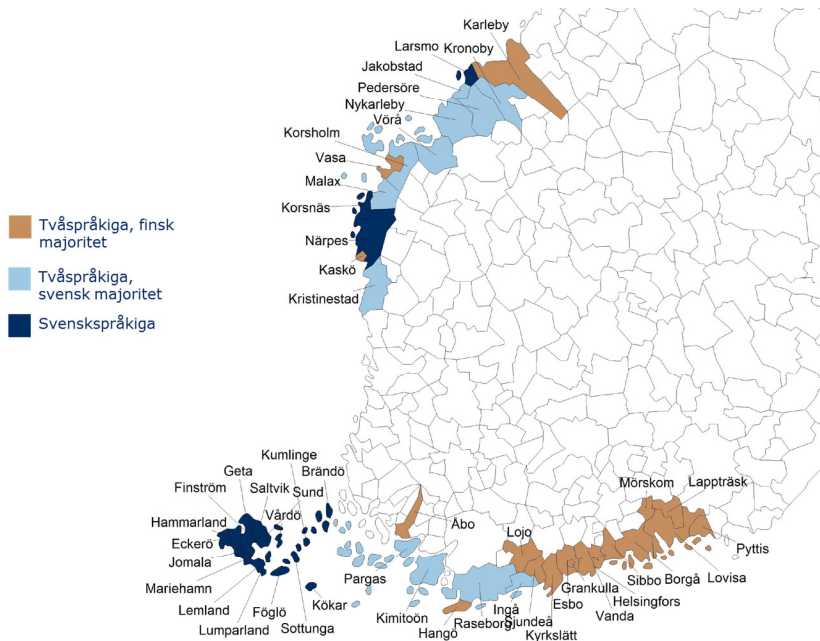 Karleby
Larsmo
Kronoby
Jakobstad
Pedersöre
Nykarleby
Vörå
Korsholm
Vasa
Malax
Korsnäs
Närpes
Kaskö
Kristinestad
Tvåspråkiga, finsk
majoritet
Tvåspråkiga,
svensk majoritet
Svenskspråkiga
Kumlinge
Brändö
Geta
Saltvik
Sund
Finström
Vårdö
Hammarland
Eckerö
Jomala
Mariehamn
Lemland
Lumparland
Föglö
Sottunga
Kökar
Pargas
Åbo
Kimitoön
Hangö
Raseborg
Ingå
Sjundeå
Lojo
Kyrkslätt
Esbo
Grankulla
Vanda
Helsingfors
Sibbo
Borgå
Lovisa
Pyttis
Mörskom
Lappträsk